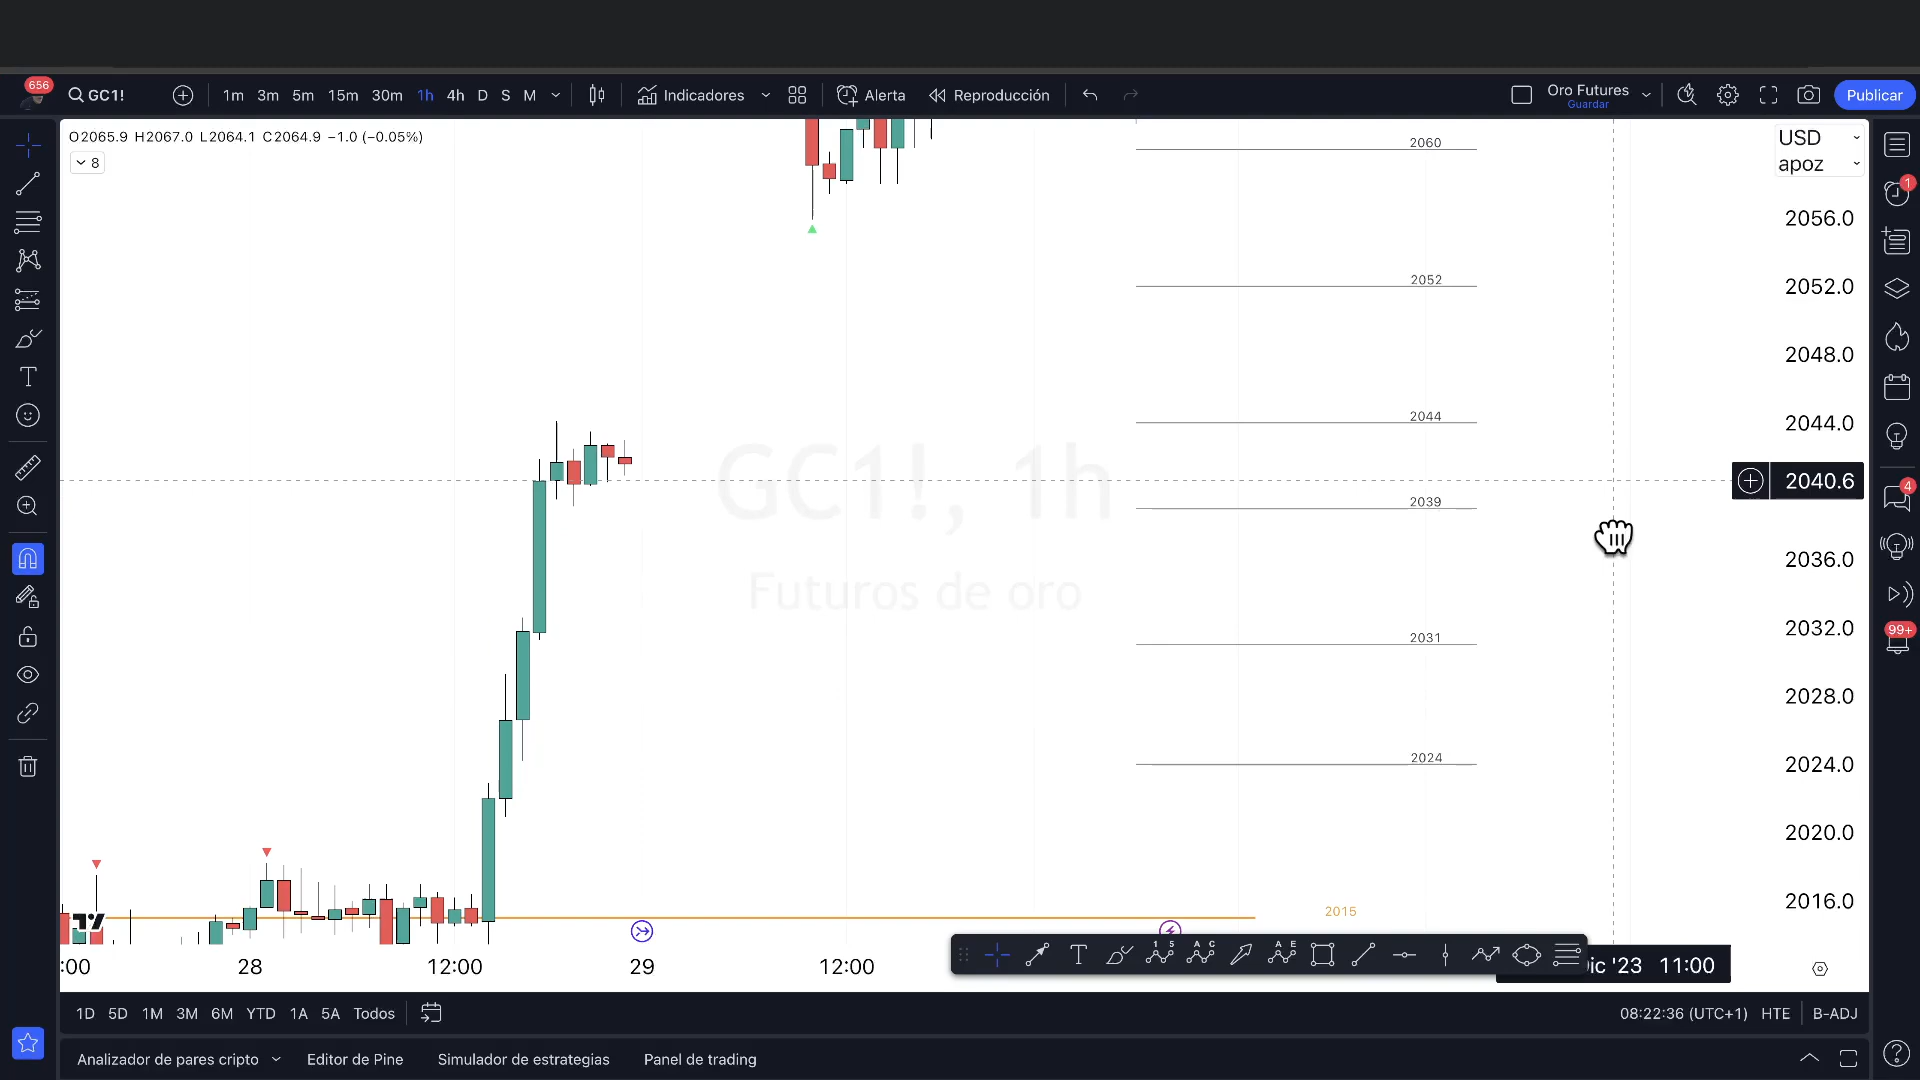 656
GC1!
1m 3m 5m 15m 30m 1h 4h D S M
Indicadores
Alerta
Reproducción
Oro Futures
Guardar
Publicar
O2065.9 H2067.0 L2064.1 C2064.9 −1.0 (−0.05%)
8
USD
apoz
2060
2056.0
2052
2052.0
2048.0
2044
2044.0
GC1!, 1h
Futuros de oro
2040.6
2039
2036.0
2031
2032.0
2028.0
2024
2024.0
2020.0
2015
2016.0
1
4
99+
:00 28 12:00 29 12:00
ic '23 11:00
1 5
A C
A E
1D 5D 1M 3M 6M YTD 1A 5A Todos
08:22:36 (UTC+1) HTE B-ADJ
Analizador de pares cripto
Editor de Pine
Simulador de estrategias
Panel de trading